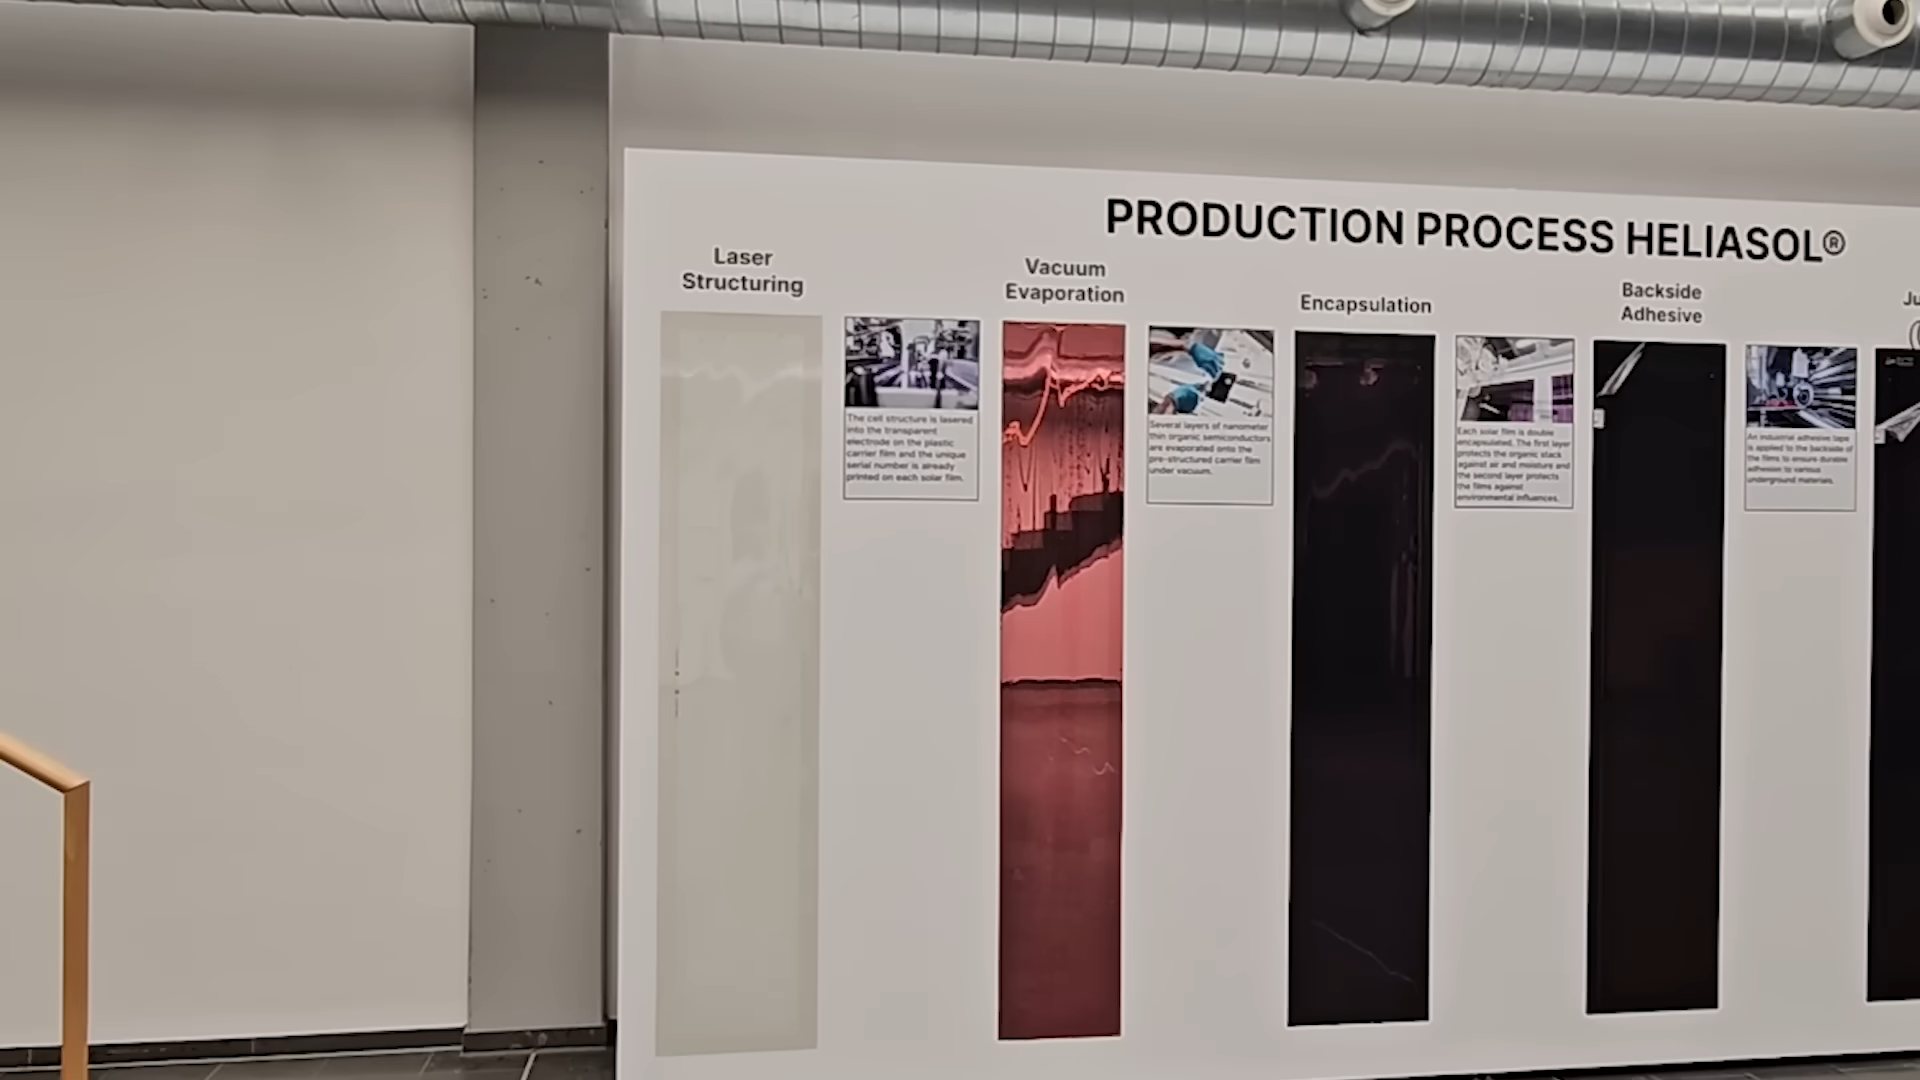 PRODUCTION PROCESS HELIASOL®
Laser
Structuring
The cell structure is lasered
into the transparent
electrode on the plastic
carrier film and the unique
serial number is already
printed on each solar film.
Vacuum
Evaporation
Several layers of nanometer
thin organic semiconductors
are evaporated onto the
pre-structured carrier film
under vacuum.
Encapsulation
Each solar film is double
encapsulated. The first layer
protects the organic stack
against air and moisture and
the second layer protects
the films against
environmental influences.
Backside
Adhesive
An industrial adhesive tape
is applied to the backside of
the films to ensure durable
adhesion to various
underground materials.
Ju